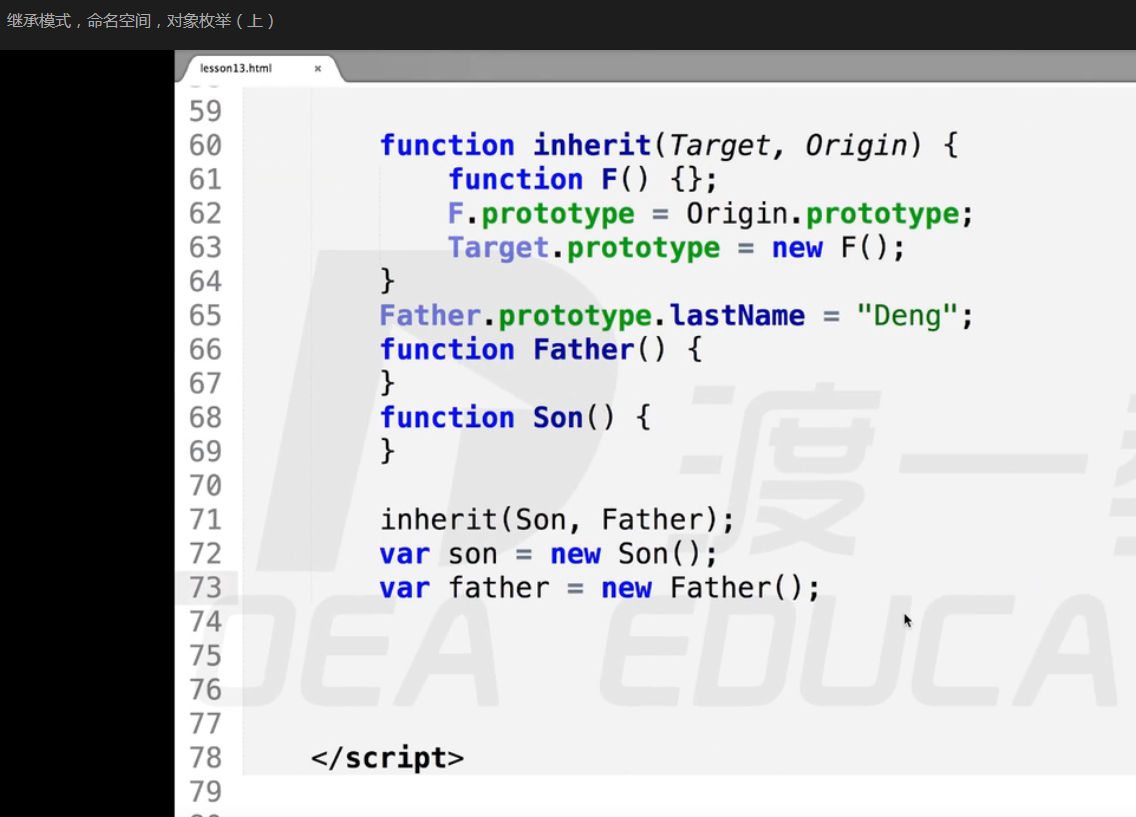 继承模式，命名空间，对象枚举（上）
lesson13.html ×
59
60 function inherit(Target, Origin) {
61 function F() {};
62 F.prototype = Origin.prototype;
63 Target.prototype = new F();
64 }
65 Father.prototype.lastName = "Deng";
66 function Father() {
67 }
68 function Son() {
69 }
70
71 inherit(Son, Father);
72 var son = new Son();
73 var father = new Father();
74
75
76
77
78 </script>
79
渡一
EDUCA